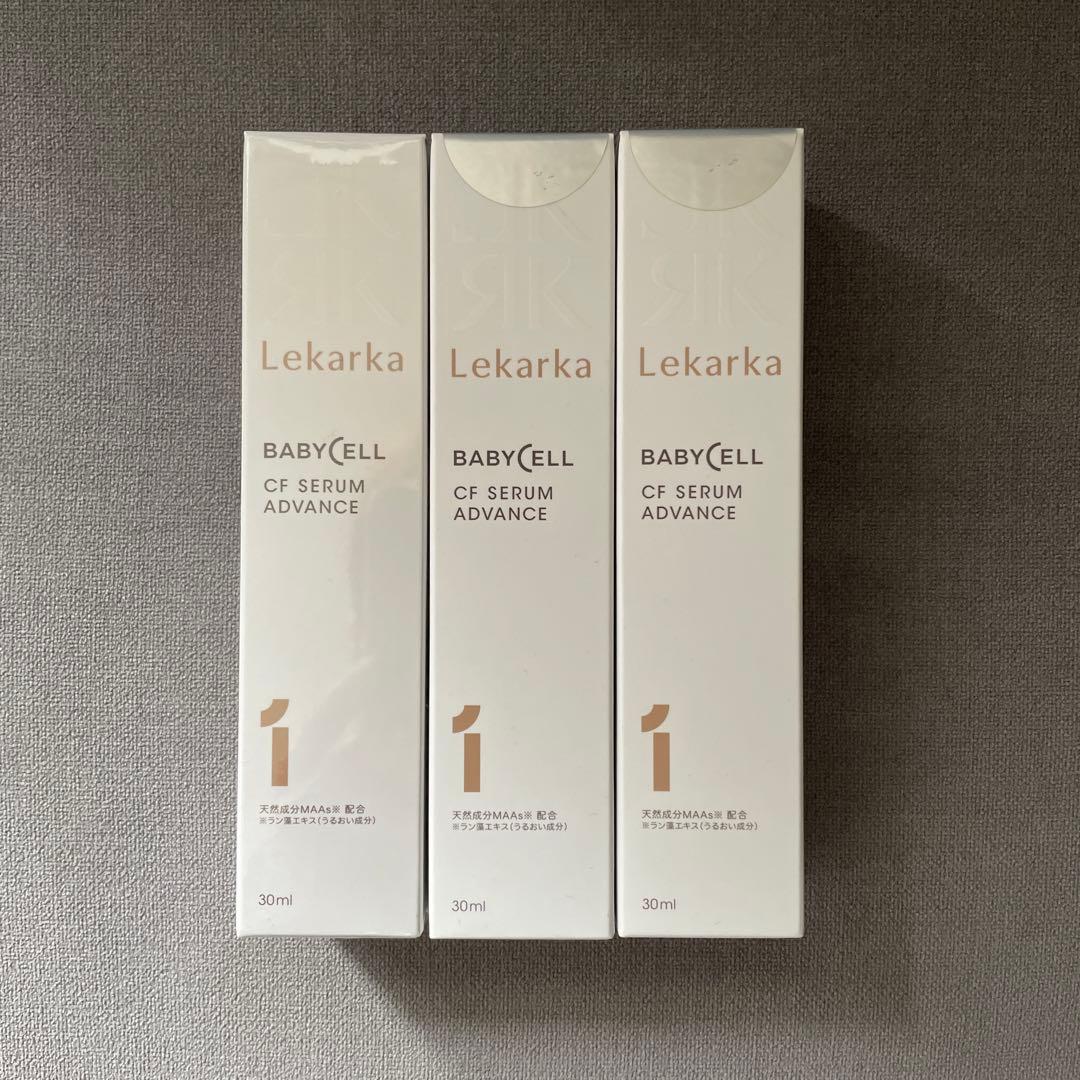 Lekarka
BABYCELL
CF SERUM
ADVANCE
1
天然成分MAAs※ 配合
※ラン藻エキス(うるおい成分)
30ml
Lekarka
BABYCELL
CF SERUM
ADVANCE
1
天然成分MAAs※ 配合
※ラン藻エキス(うるおい成分)
30ml
Lekarka
BABYCELL
CF SERUM
ADVANCE
1
天然成分MAAs※ 配合
※ラン藻エキス(うるおい成分)
30ml